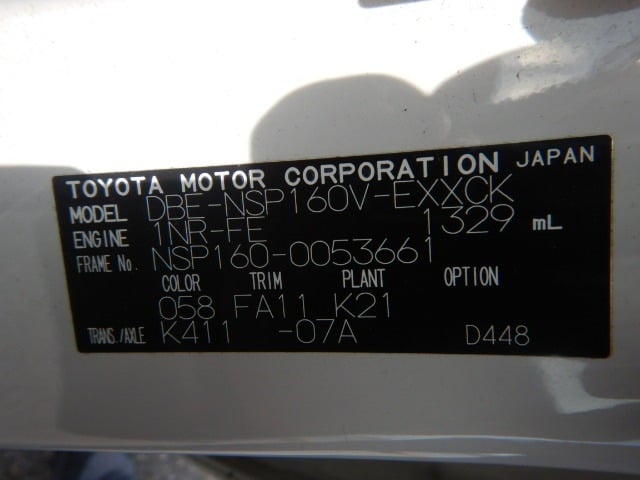 TOYOTA MOTOR CORPORATION JAPAN
MODEL DBE-NSP160V-EXXCK
ENGINE 1NR-FE 1329 mL
FRAME No. NSP160-0053661
COLOR TRIM PLANT OPTION
058 FA11 K21
TRANS./AXLE K411 -07A D448